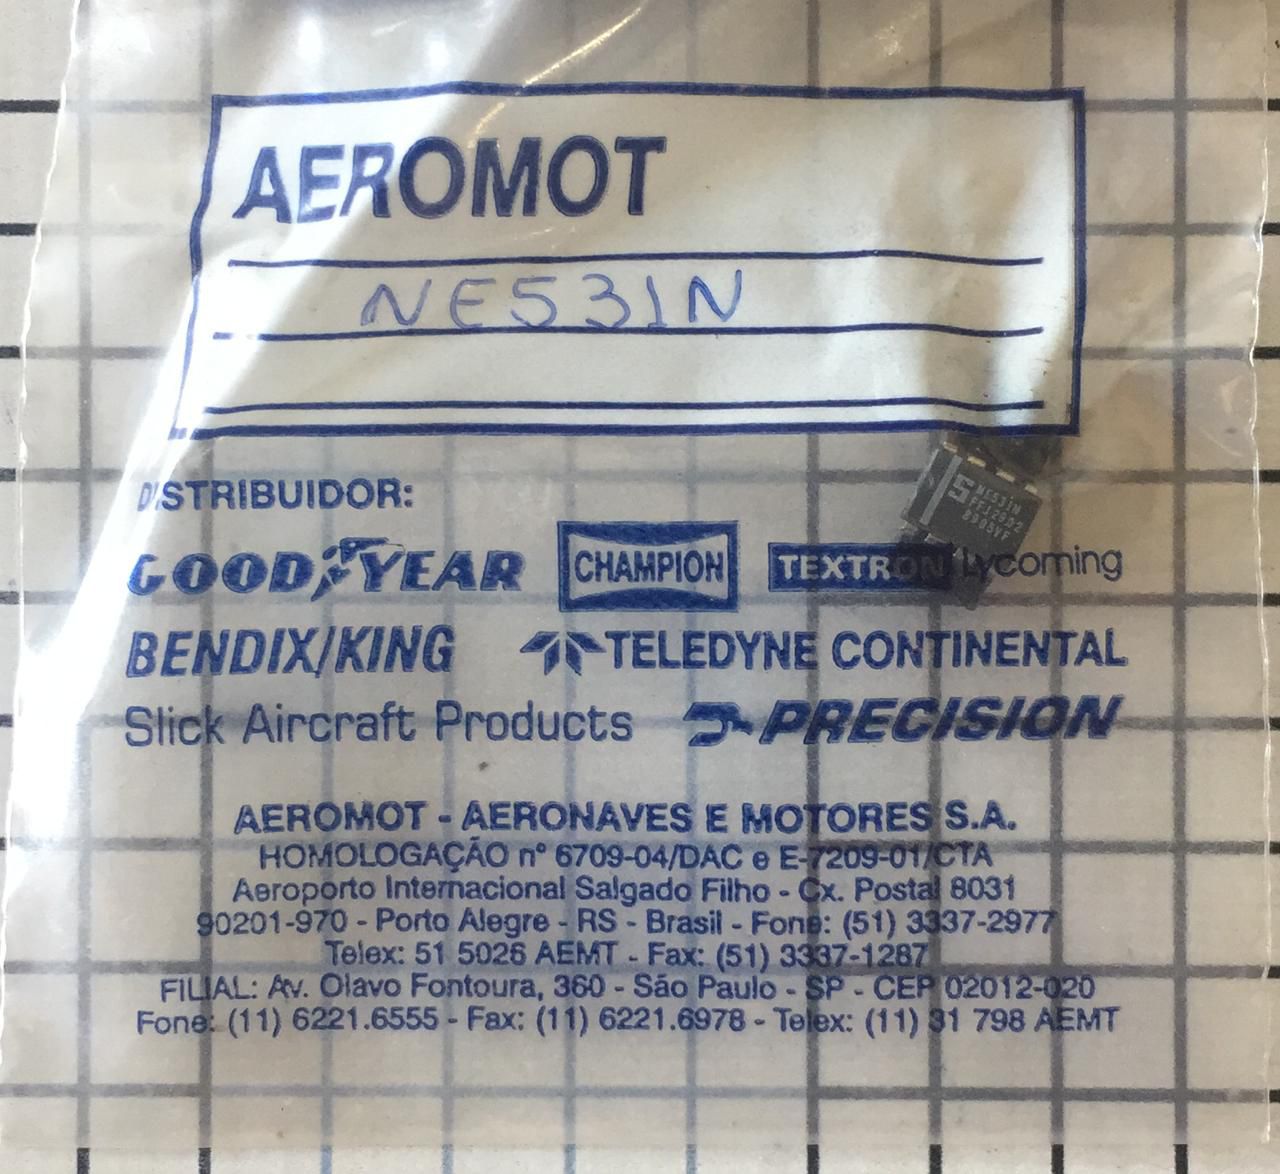 AEROMOT
NE531N
S NE531N
8905VF
DISTRIBUIDOR:
GOODYEAR CHAMPION TEXTRON Lycoming
BENDIX/KING TELEDYNE CONTINENTAL
Slick Aircraft Products PRECISION
AEROMOT - AERONAVES E MOTORES S.A.
HOMOLOGAÇÃO nº 6709-04/DAC e E-7209-01/CTA
Aeroporto Internacional Salgado Filho - Cx. Postal 8031
90201-970 - Porto Alegre - RS - Brasil - Fone: (51) 3337-2977
Telex: 51 5026 AEMT - Fax: (51) 3337-1287
FILIAL: Av. Olavo Fontoura, 360 - São Paulo - SP - CEP 02012-020
Fone: (11) 6221.6555 - Fax: (11) 6221.6978 - Telex: (11) 31 798 AEMT